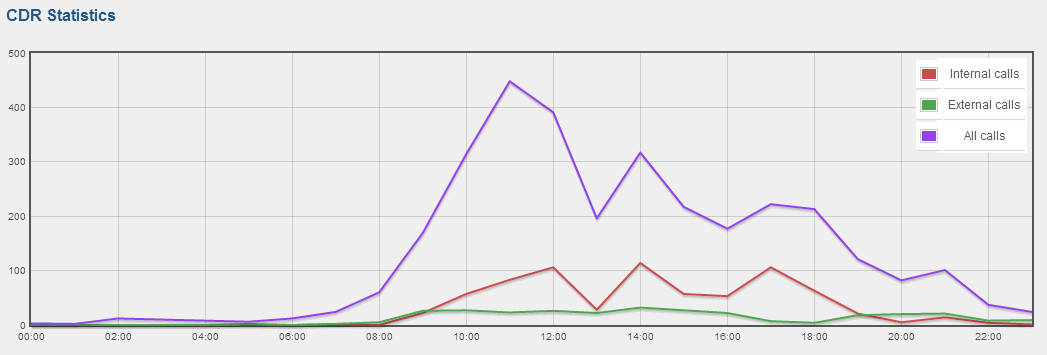 CDR Statistics
500
400
300
200
100
0
00:00 02:00 04:00 06:00 08:00 10:00 12:00 14:00 16:00 18:00 20:00 22:00
Internal calls
External calls
All calls